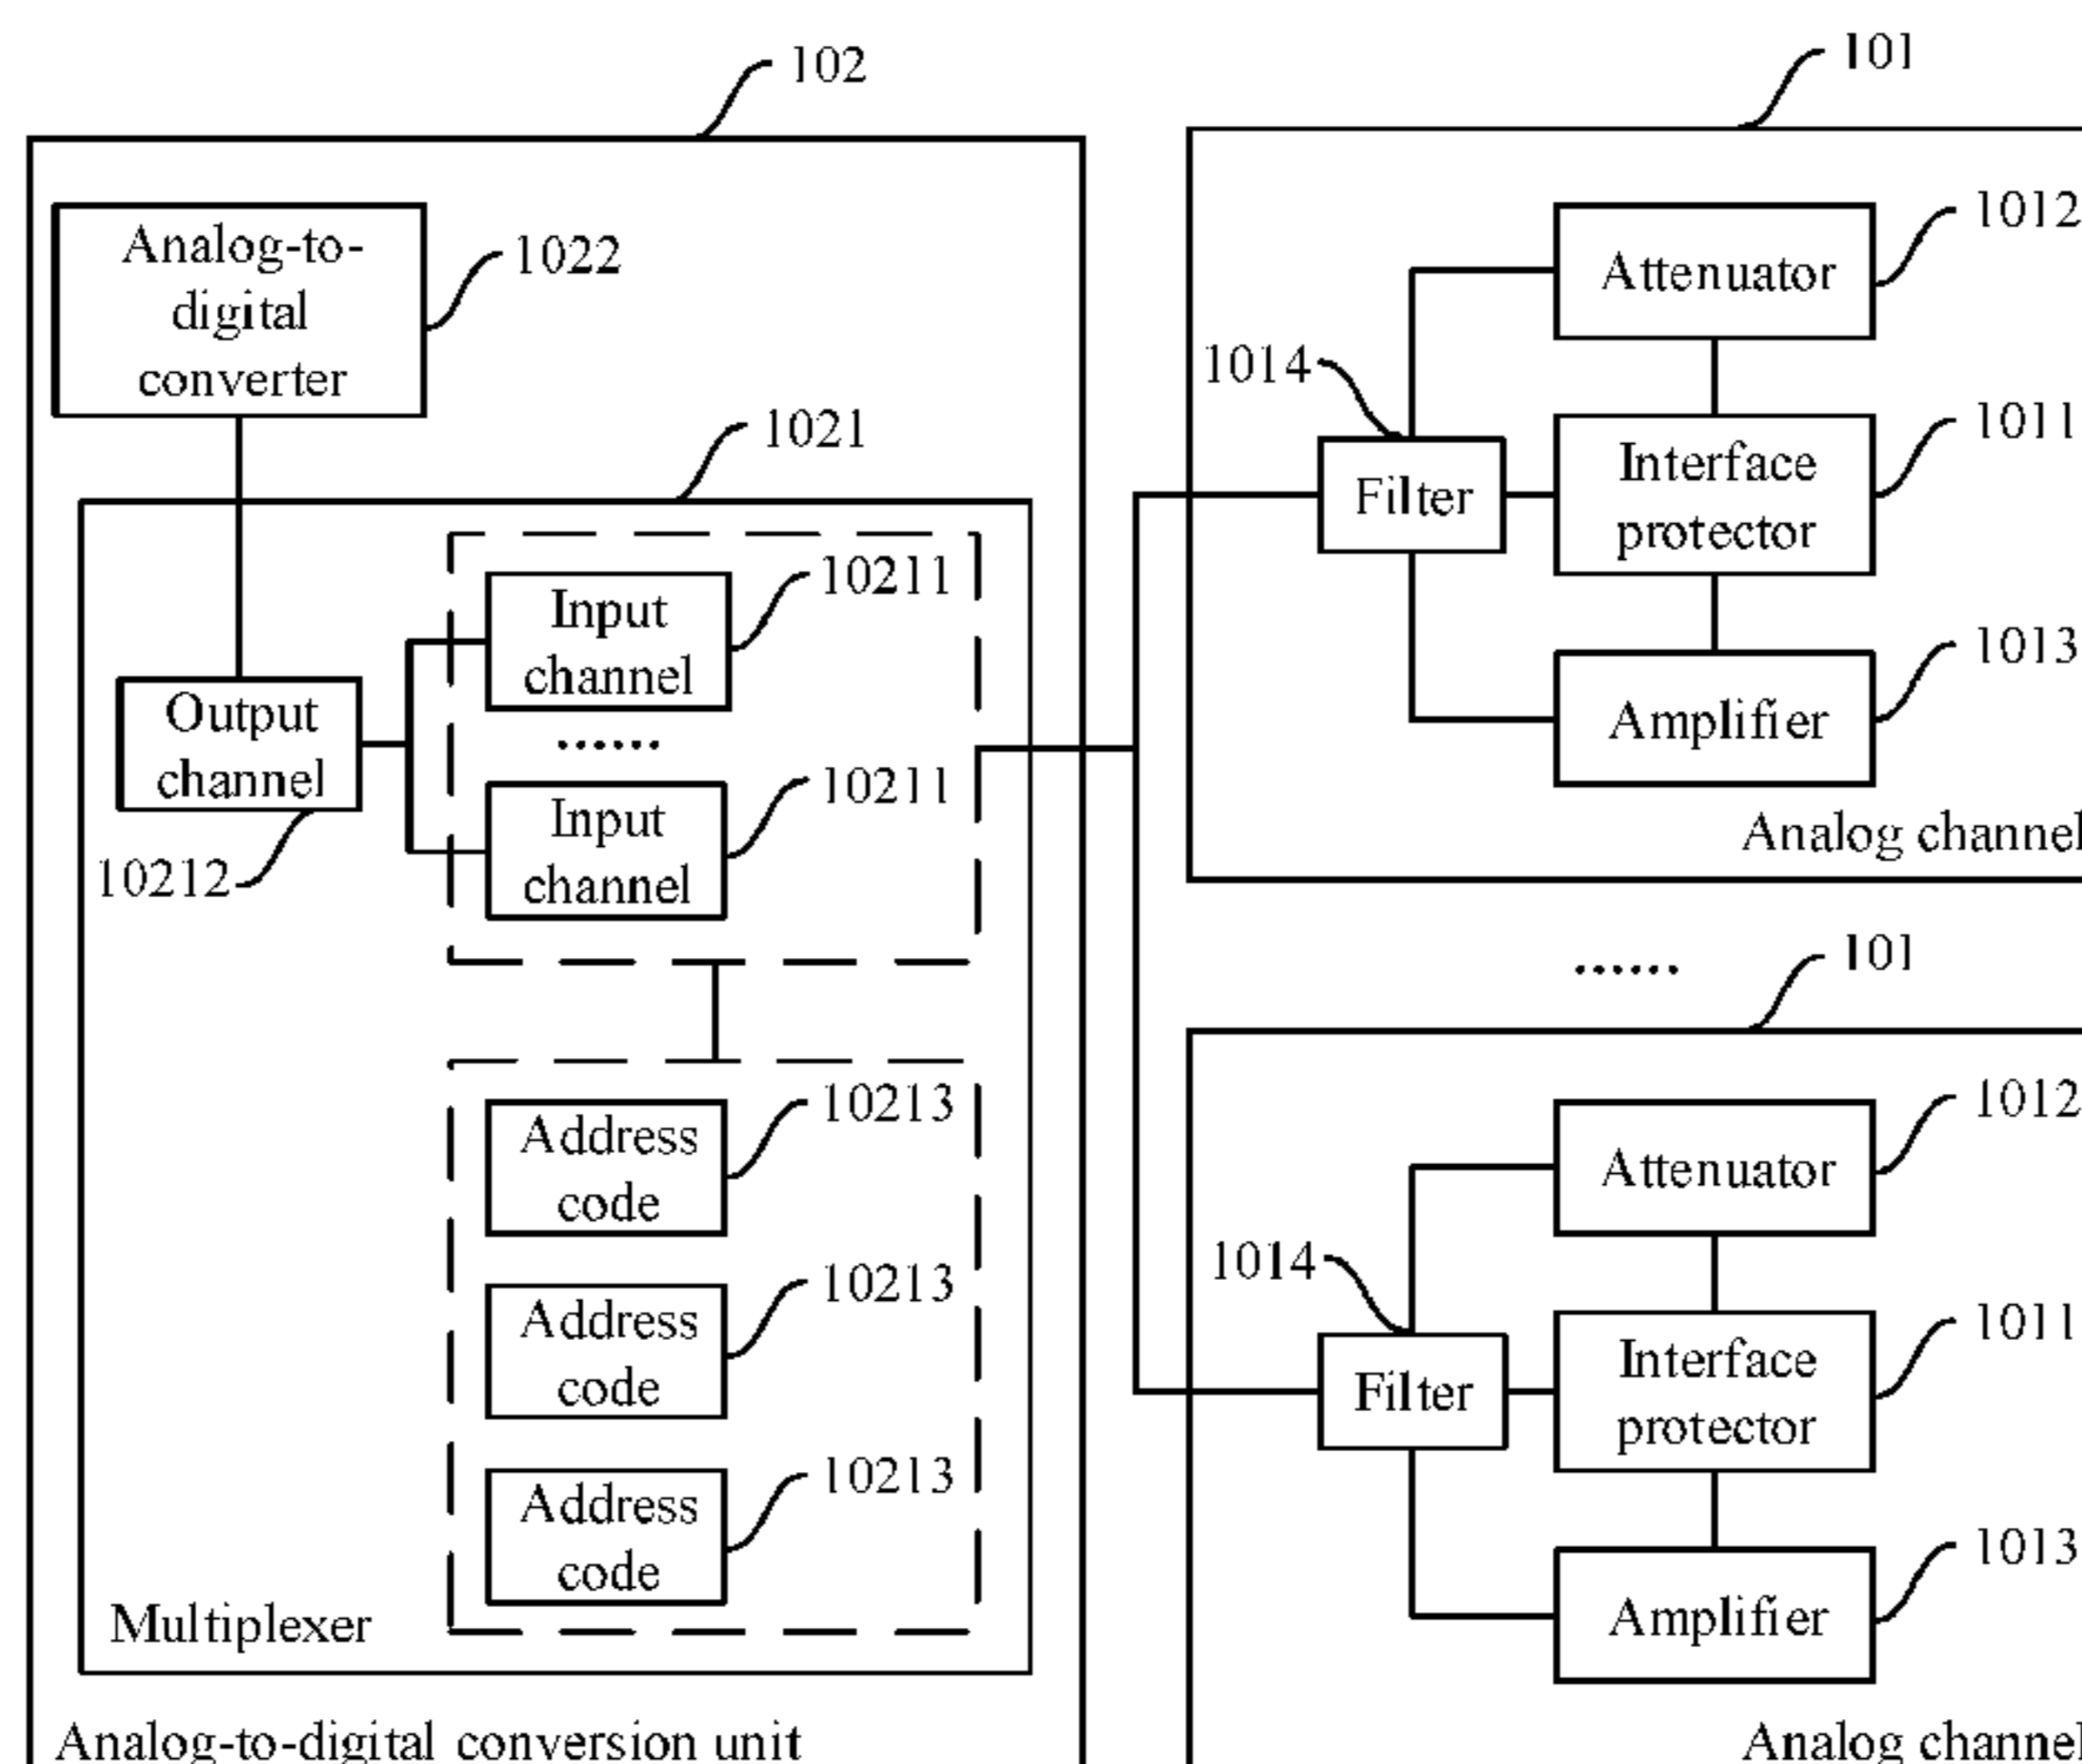 102
101
Analog-to-
digital
converter
1022
1021
Input
channel
10211
......
Input
channel
10211
Output
channel
10212
Address
code
10213
Address
code
10213
Address
code
10213
Multiplexer
Analog-to-digital conversion unit
Attenuator
1012
1014
Filter
Interface
protector
1011
Amplifier
1013
Analog channel
......
101
Attenuator
1012
1014
Filter
Interface
protector
1011
Amplifier
1013
Analog channel